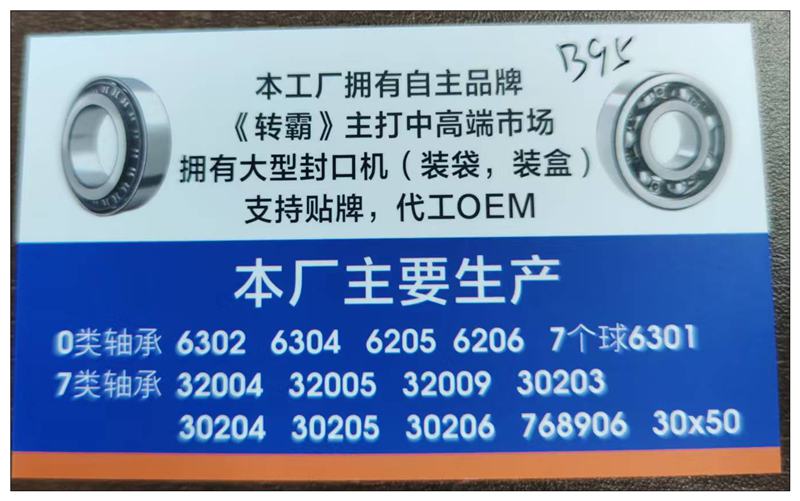 B95
本工厂拥有自主品牌
《转霸》主打中高端市场
拥有大型封口机（装袋，装盒）
支持贴牌，代工OEM
本厂主要生产
0类轴承 6302 6304 6205 6206 7个球6301
7类轴承 32004 32005 32009 30203
30204 30205 30206 768906 30x50